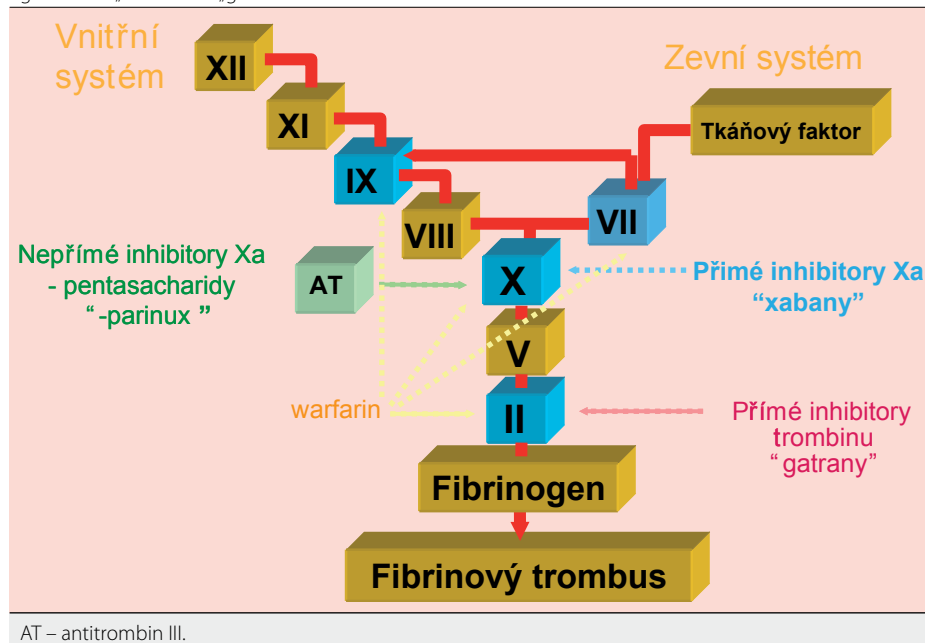 Vnitřní
systém
Zevní systém
XII
XI
Tkáňový faktor
IX
VIII
VII
Nepřímé inhibitory Xa
- pentasacharidy
“-parinux ”
AT
X
Přimé inhibitory Xa
“xabany”
V
warfarin
II
Přímé inhibitory
trombinu
“gatrany”
Fibrinogen
Fibrinový trombus
AT – antitrombin III.